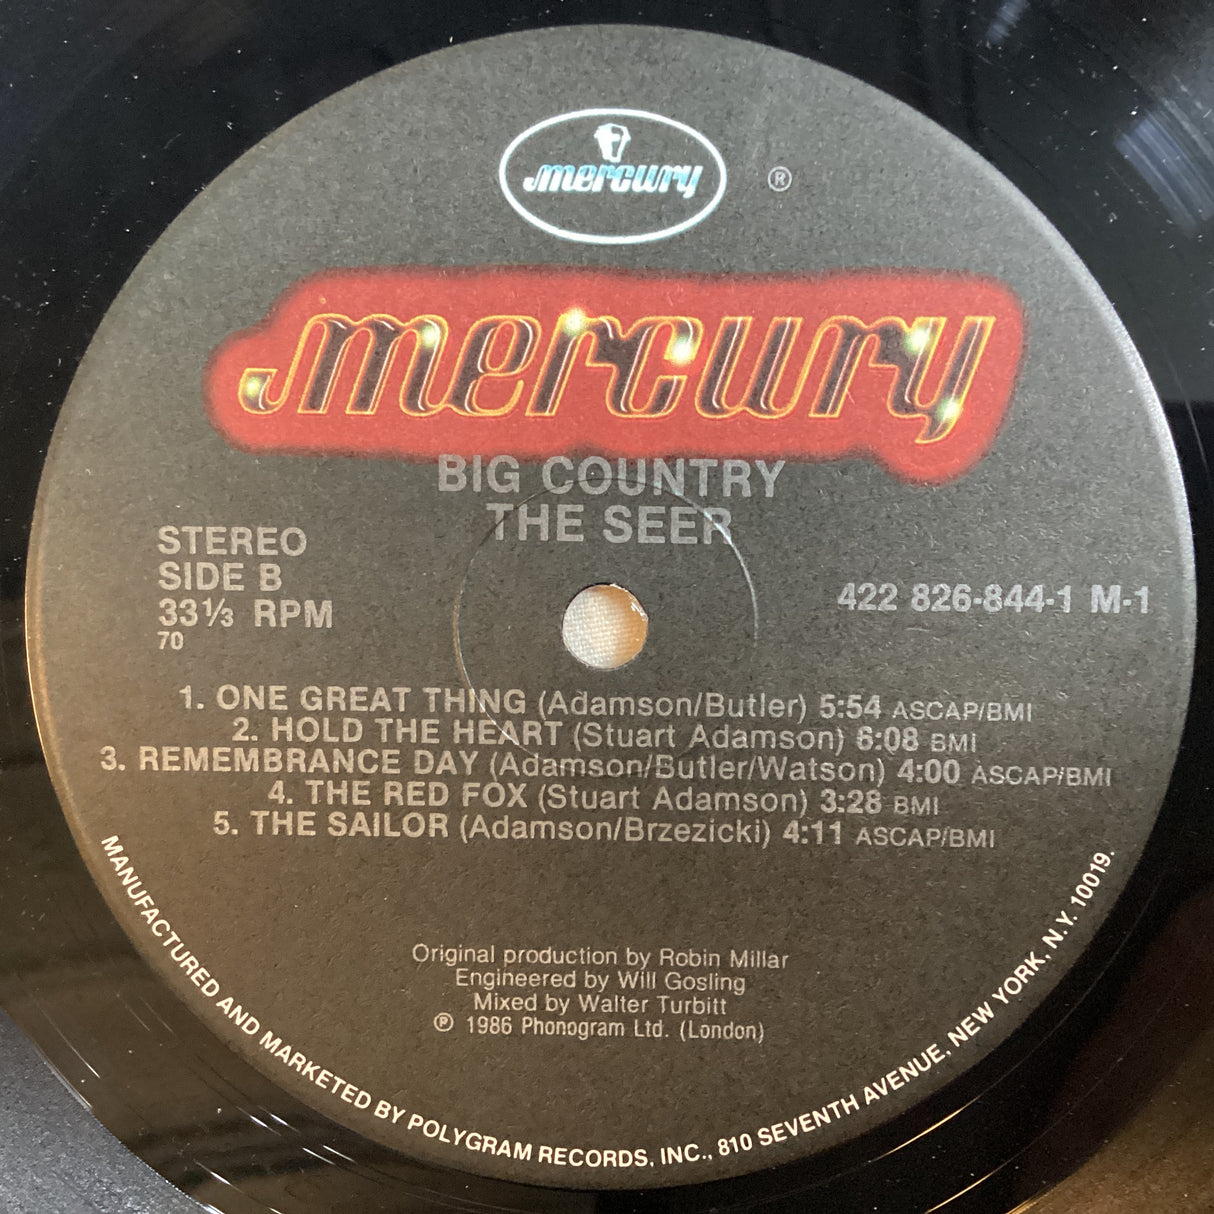 mercury
®
mercury
BIG COUNTRY
THE SEER
STEREO
SIDE B
33⅓ RPM
70
422 826-844-1 M-1
1. ONE GREAT THING (Adamson/Butler) 5:54 ASCAP/BMI
2. HOLD THE HEART (Stuart Adamson) 6:08 BMI
3. REMEMBRANCE DAY (Adamson/Butler/Watson) 4:00 ASCAP/BMI
4. THE RED FOX (Stuart Adamson) 3:28 BMI
5. THE SAILOR (Adamson/Brzezicki) 4:11 ASCAP/BMI
Original production by Robin Millar
Engineered by Will Gosling
Mixed by Walter Turbitt
℗ 1986 Phonogram Ltd. (London)
MANUFACTURED AND MARKETED BY POLYGRAM RECORDS, INC., 810 SEVENTH AVENUE, NEW YORK, N.Y. 10019.